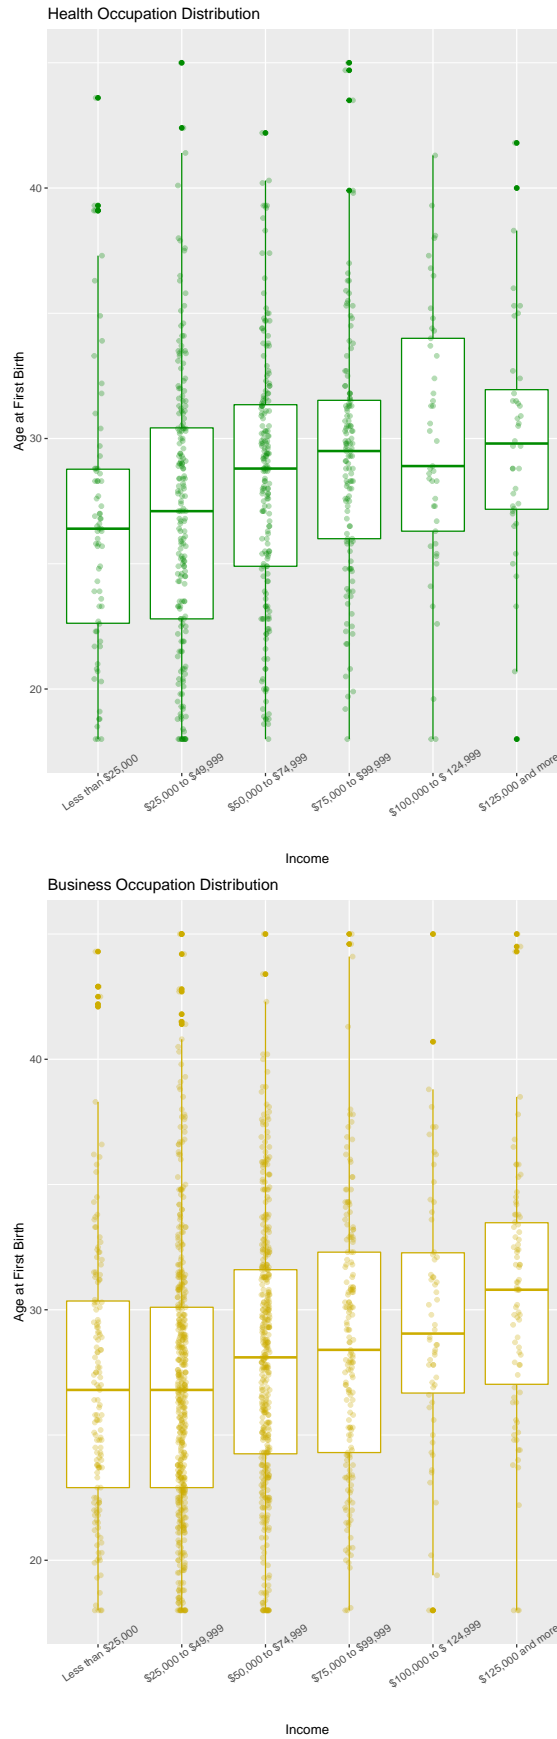 Health Occupation Distribution
Age at First Birth
40
30
20
Less than $25,000
$25,000 to $49,999
$50,000 to $74,999
$75,000 to $99,999
$100,000 to $ 124,999
$125,000 and more
Income
Business Occupation Distribution
Age at First Birth
40
30
20
Less than $25,000
$25,000 to $49,999
$50,000 to $74,999
$75,000 to $99,999
$100,000 to $ 124,999
$125,000 and more
Income